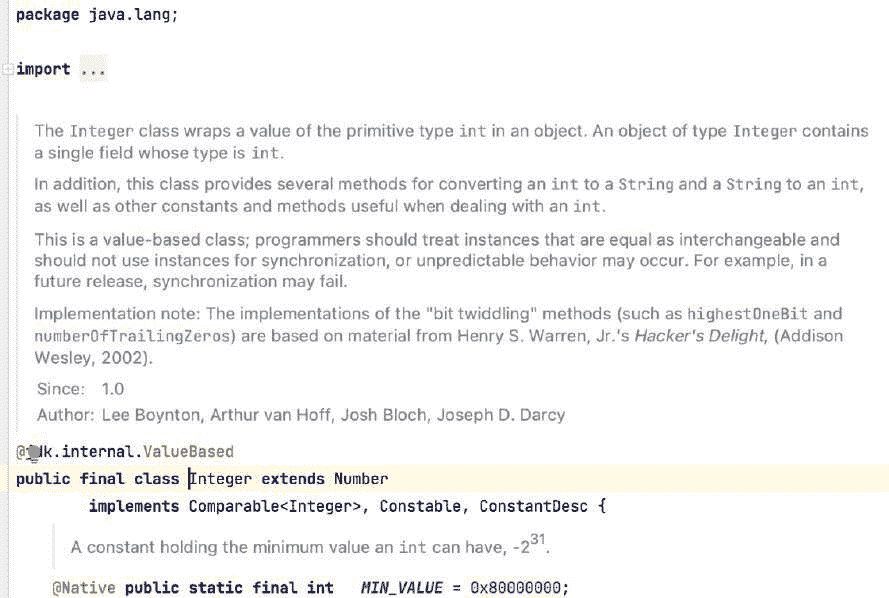 package java.lang;
import ...
The Integer class wraps a value of the primitive type int in an object. An object of type Integer contains
a single field whose type is int.
In addition, this class provides several methods for converting an int to a String and a String to an int,
as well as other constants and methods useful when dealing with an int.
This is a value-based class; programmers should treat instances that are equal as interchangeable and
should not use instances for synchronization, or unpredictable behavior may occur. For example, in a
future release, synchronization may fail.
Implementation note: The implementations of the "bit twiddling" methods (such as highestOneBit and
numberOfTrailingZeros) are based on material from Henry S. Warren, Jr.'s Hacker's Delight, (Addison
Wesley, 2002).
Since: 1.0
Author: Lee Boynton, Arthur van Hoff, Josh Bloch, Joseph D. Darcy
@jdk.internal.ValueBased
public final class Integer extends Number
implements Comparable<Integer>, Constable, ConstantDesc {
A constant holding the minimum value an int can have, -2³¹.
@Native public static final int MIN_VALUE = 0x80000000;